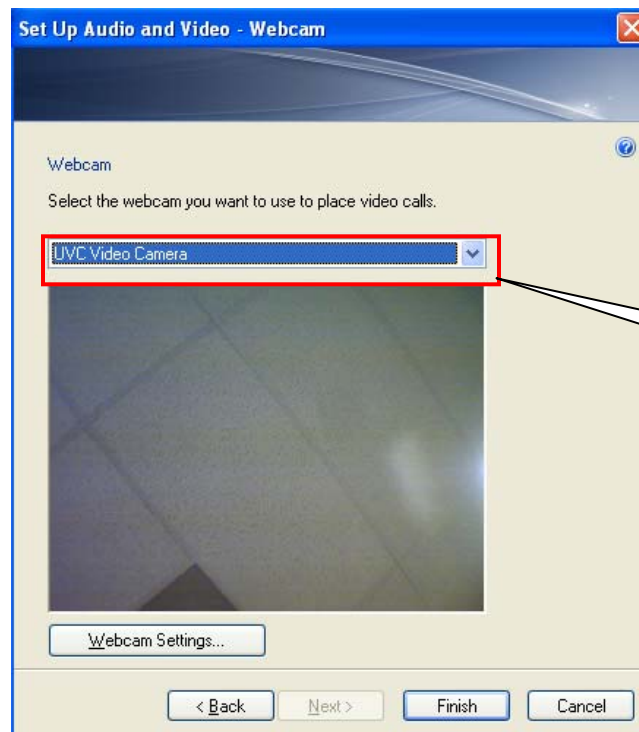 Set Up Audio and Video - Webcam
Webcam
Select the webcam you want to use to place video calls.
UVC Video Camera
Webcam Settings...
< Back
Next >
Finish
Cancel